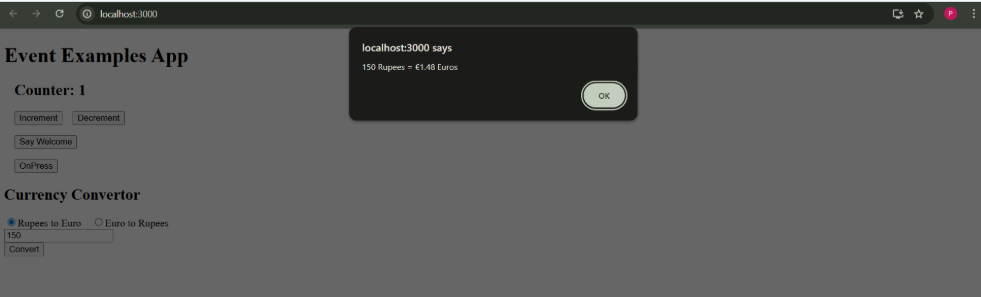 localhost:3000
P
localhost:3000 says
150 Rupees = €1.48 Euros
OK
Event Examples App
Counter: 1
Increment Decrement
Say Welcome
OnPress
Currency Convertor
Rupees to Euro Euro to Rupees
150
Convert